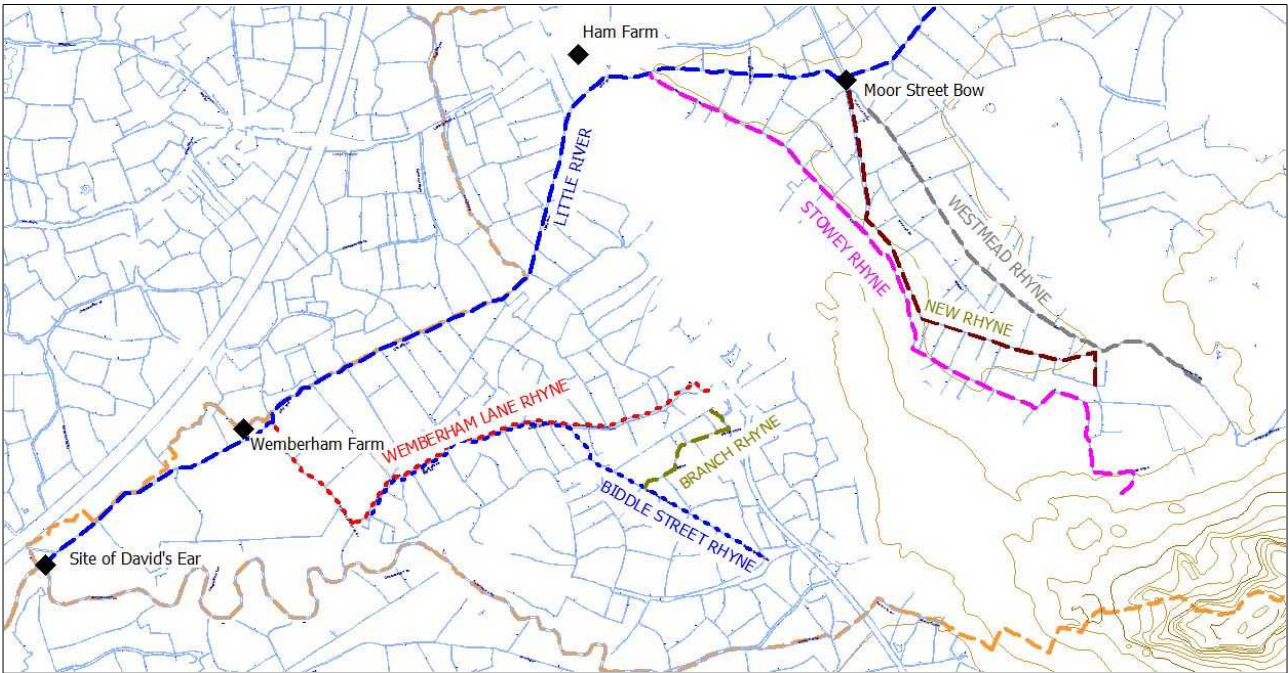 Ham Farm
Moor Street Bow
LITTLE RIVER
STOWEY RHYNE
WESTMEAD RHYNE
NEW RHYNE
WEMBERHAM LANE RHYNE
Wemberham Farm
BRANCH RHYNE
BIDDLE STREET RHYNE
Site of David's Ear